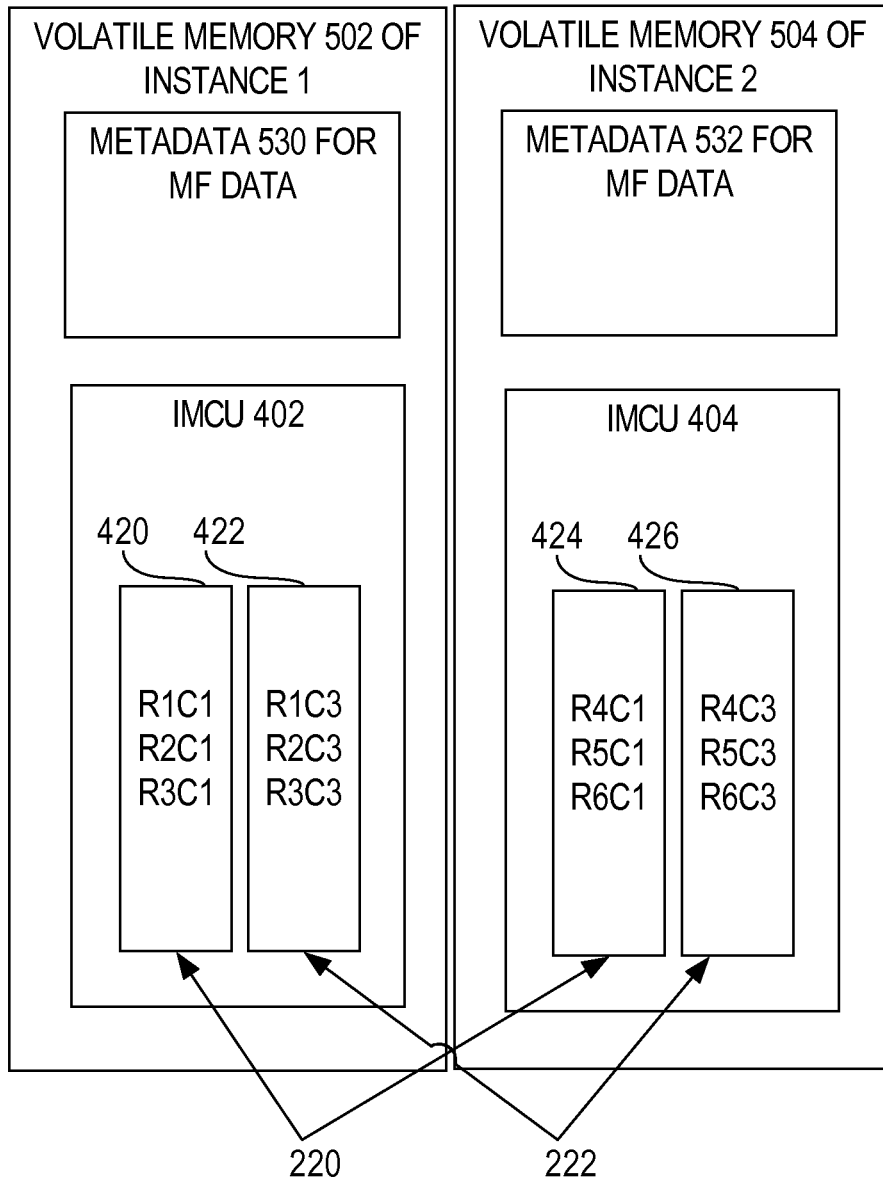 VOLATILE MEMORY 502 OF
INSTANCE 1
METADATA 530 FOR
MF DATA
IMCU 402
420
422
R1C1
R2C1
R3C1
R1C3
R2C3
R3C3
VOLATILE MEMORY 504 OF
INSTANCE 2
METADATA 532 FOR
MF DATA
IMCU 404
424
426
R4C1
R5C1
R6C1
R4C3
R5C3
R6C3
220
222